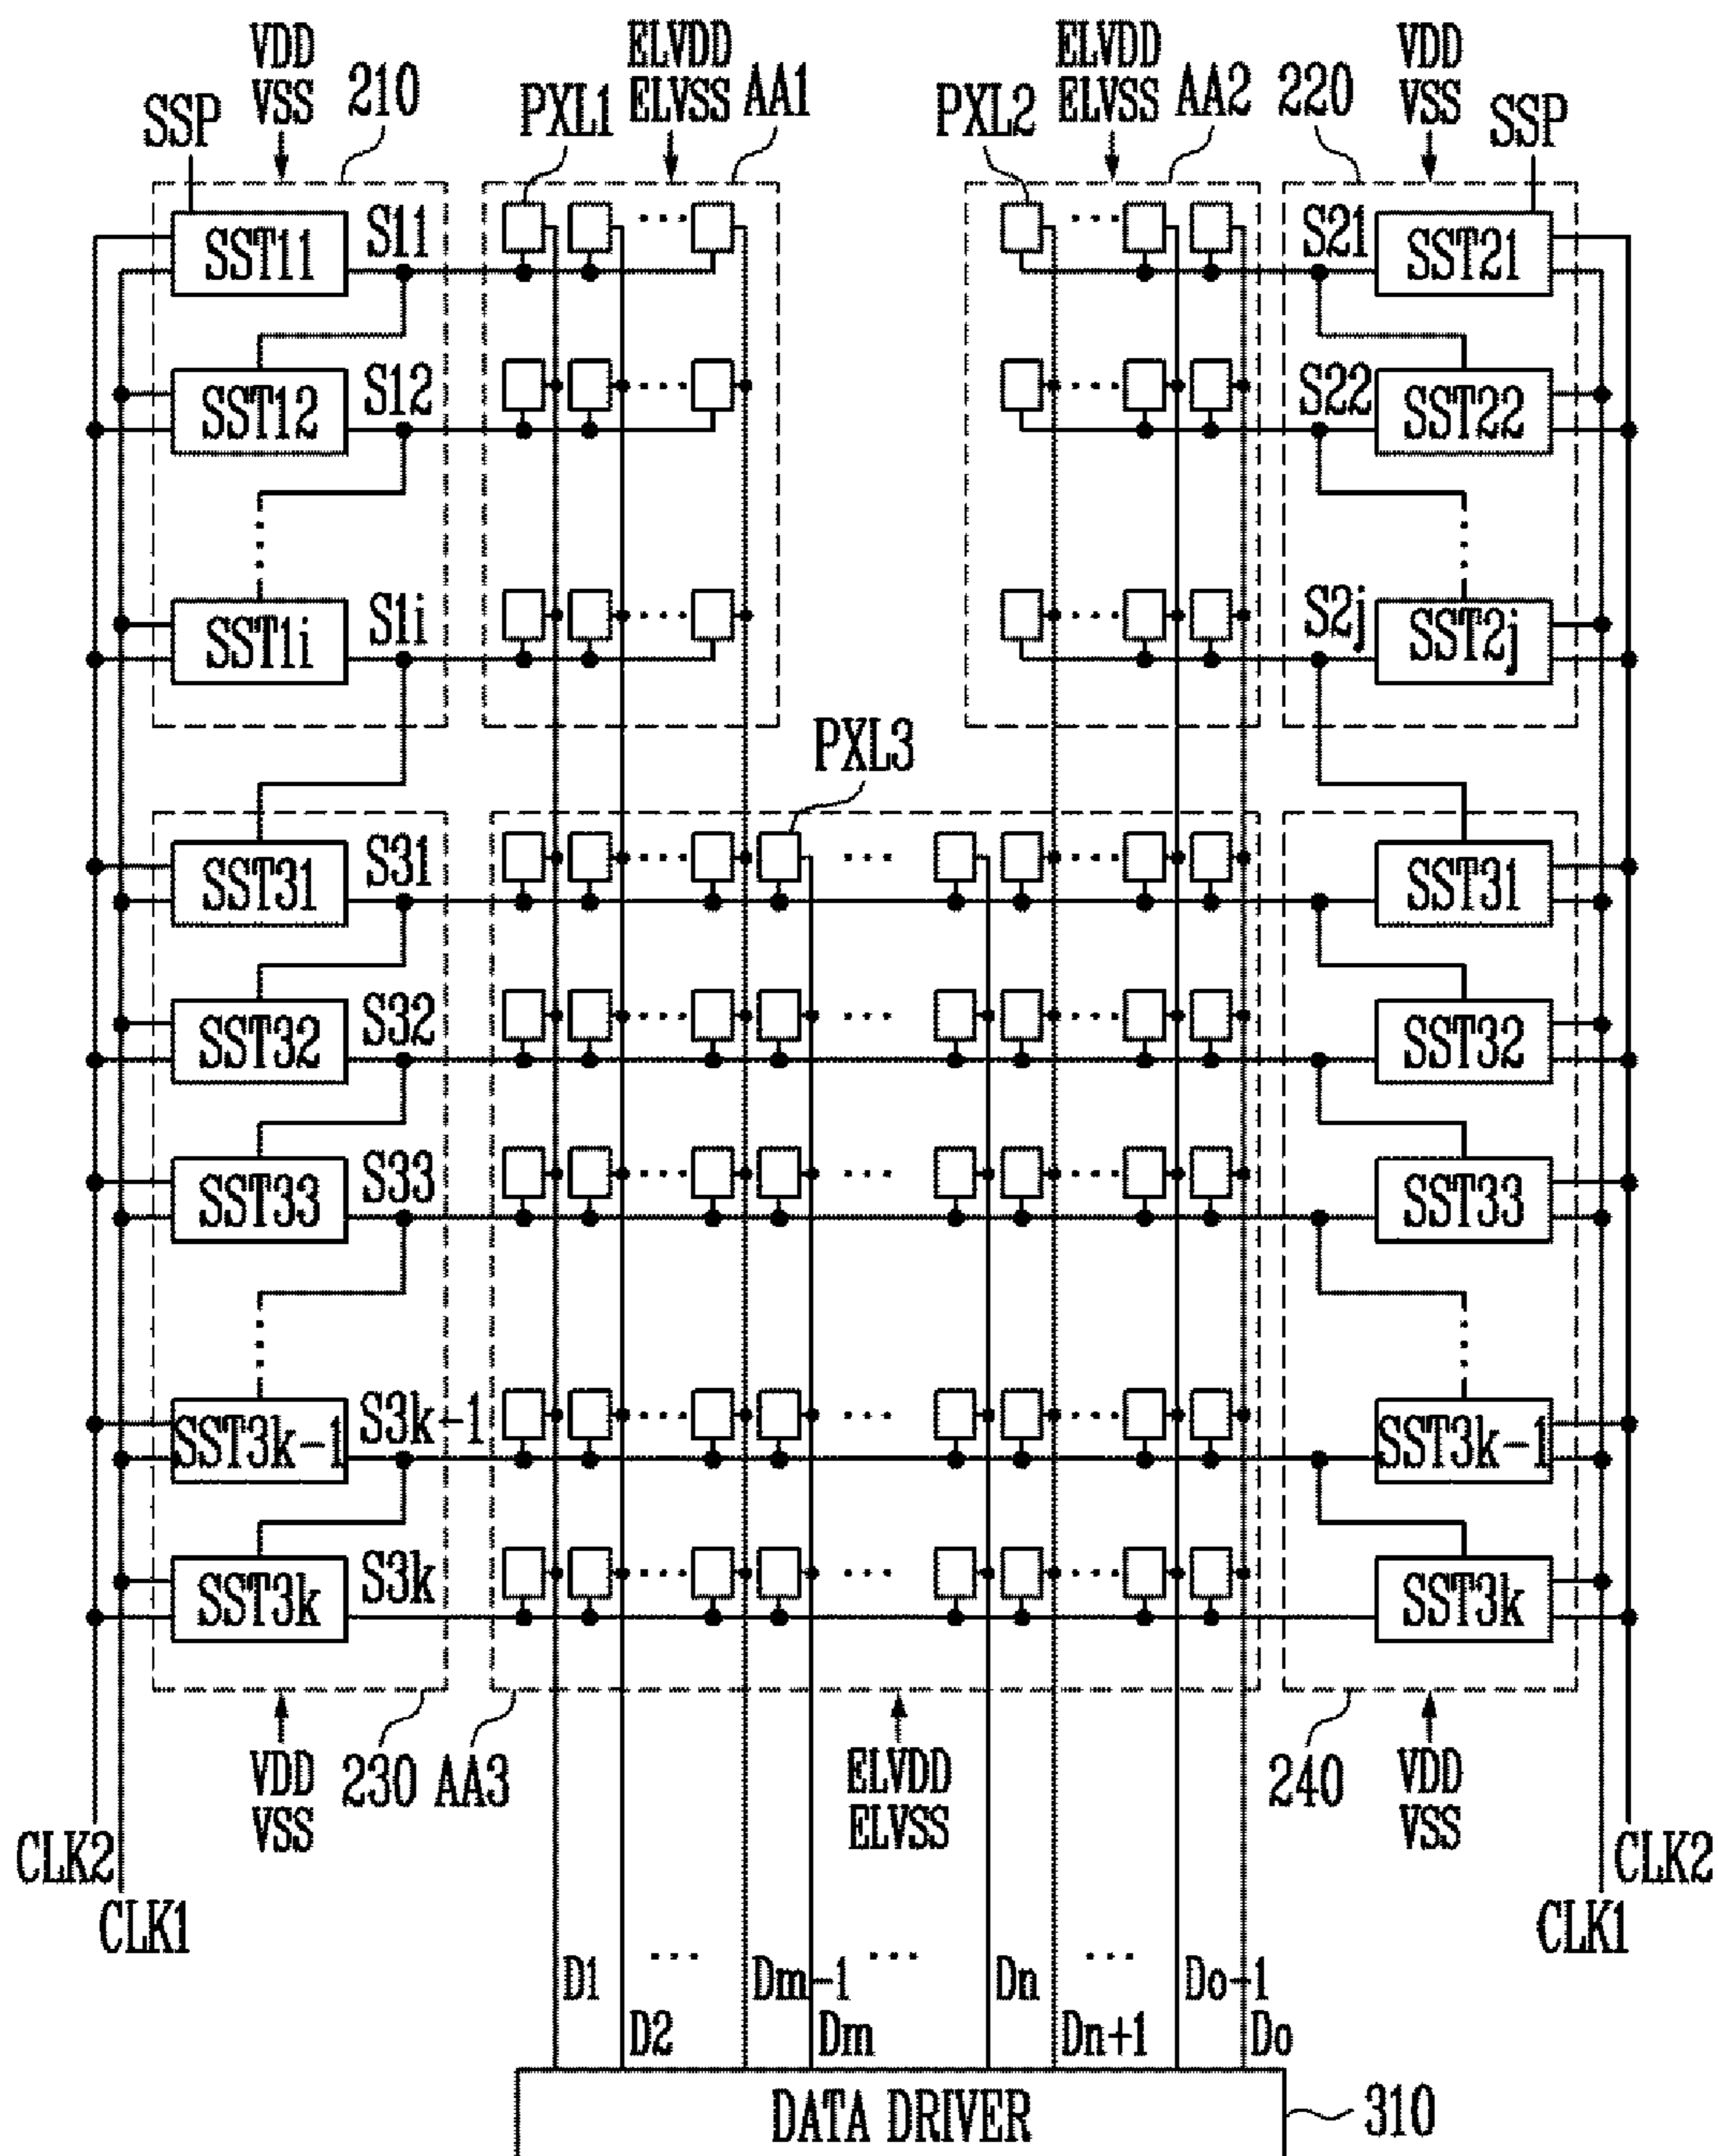 VDD ELVDD ELVDD VDD
VSS 210 ELVSS AA1 ELVSS AA2 220 VSS
SSP PXL1 PXL2 SSP
SST11 S11 S21 SST21
SST12 S12 S22 SST22
SST1i S1i S2j SST2j
PXL3
SST31 S31 SST31
SST32 S32 SST32
SST33 S33 SST33
SST3k-1 S3k-1 SST3k-1
SST3k S3k SST3k
VDD 230 AA3 ELVDD 240 VDD
VSS ELVSS VSS
CLK2 CLK2
CLK1 CLK1
D1 Dm-1 Dn Do-1
D2 Dm Dn+1 Do
DATA DRIVER 310